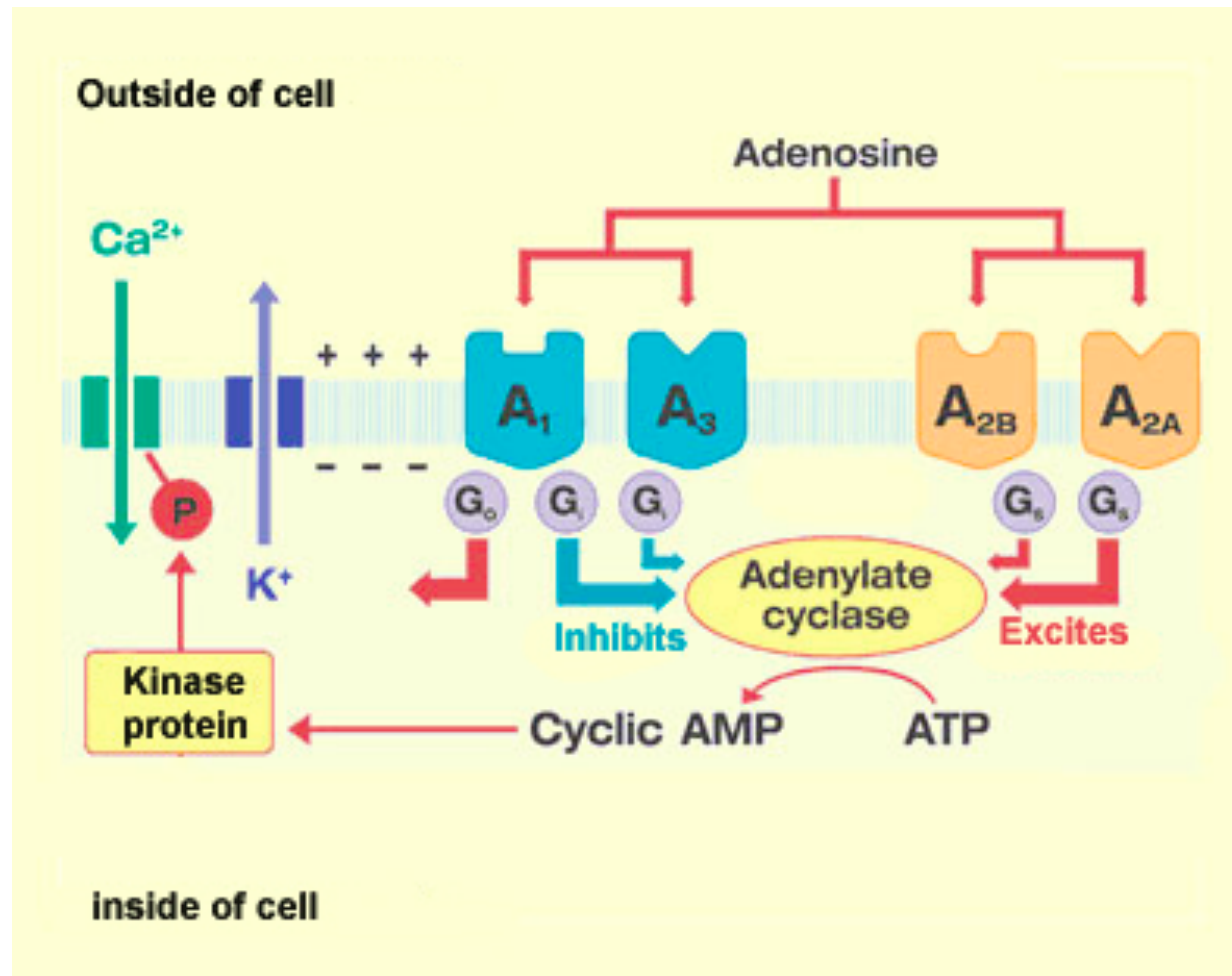 Outside of cell
Adenosine
Ca²⁺
+ + +
A₁
A₃
A₂B
A₂A
− − −
Gₒ
Gᵢ
Gᵢ
Gₛ
Gₛ
P
K⁺
Adenylate
cyclase
Inhibits
Excites
Kinase
protein
Cyclic AMP
ATP
inside of cell